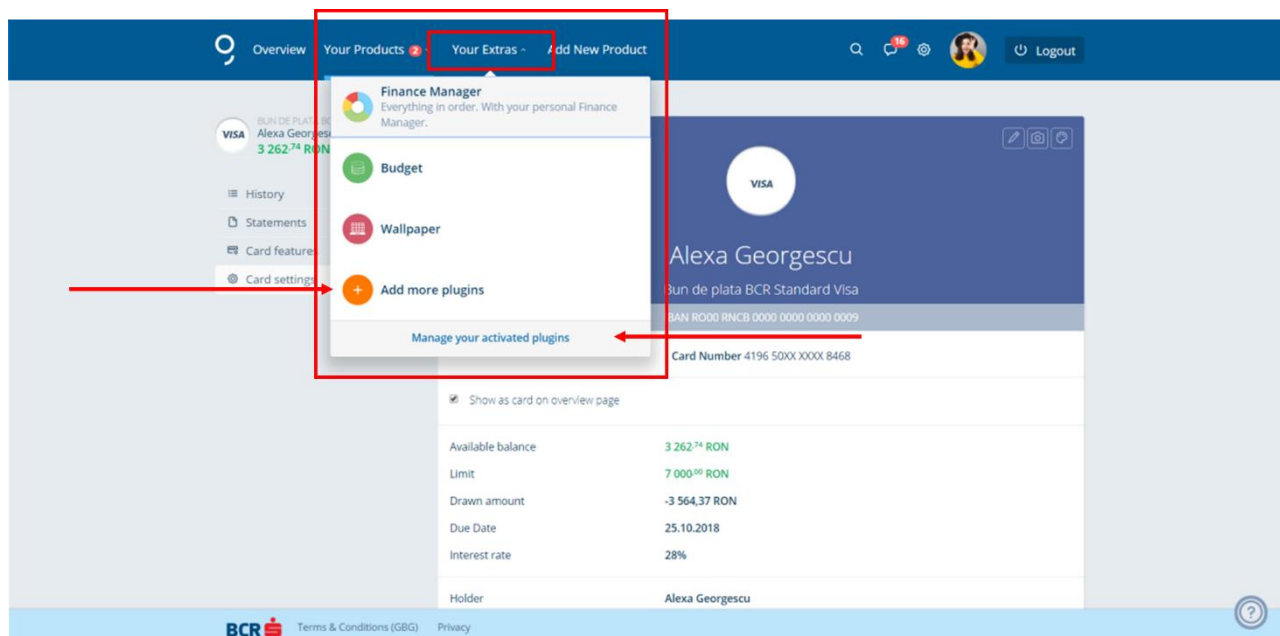 Overview Your Products 2 Your Extras Add New Product 16 Logout
Finance Manager
Everything in order. With your personal Finance
Manager.
Budget
Wallpaper
Add more plugins
Manage your activated plugins
BUN DE PLATA
VISA Alexa
3 262.74 RON
History
Statements
Card features
Card settings
VISA
Alexa Georgescu
Bun de plata BCR Standard Visa
RO00 RNCB 0000 0000 0000 0009
Card Number 4196 50XX XXXX 8468
Show as card on overview page
Available balance 3 262.74 RON
Limit 7 000.00 RON
Drawn amount -3 564,37 RON
Due Date 25.10.2018
Interest rate 28%
Holder Alexa Georgescu
BCR Terms & Conditions (GBG) Privacy